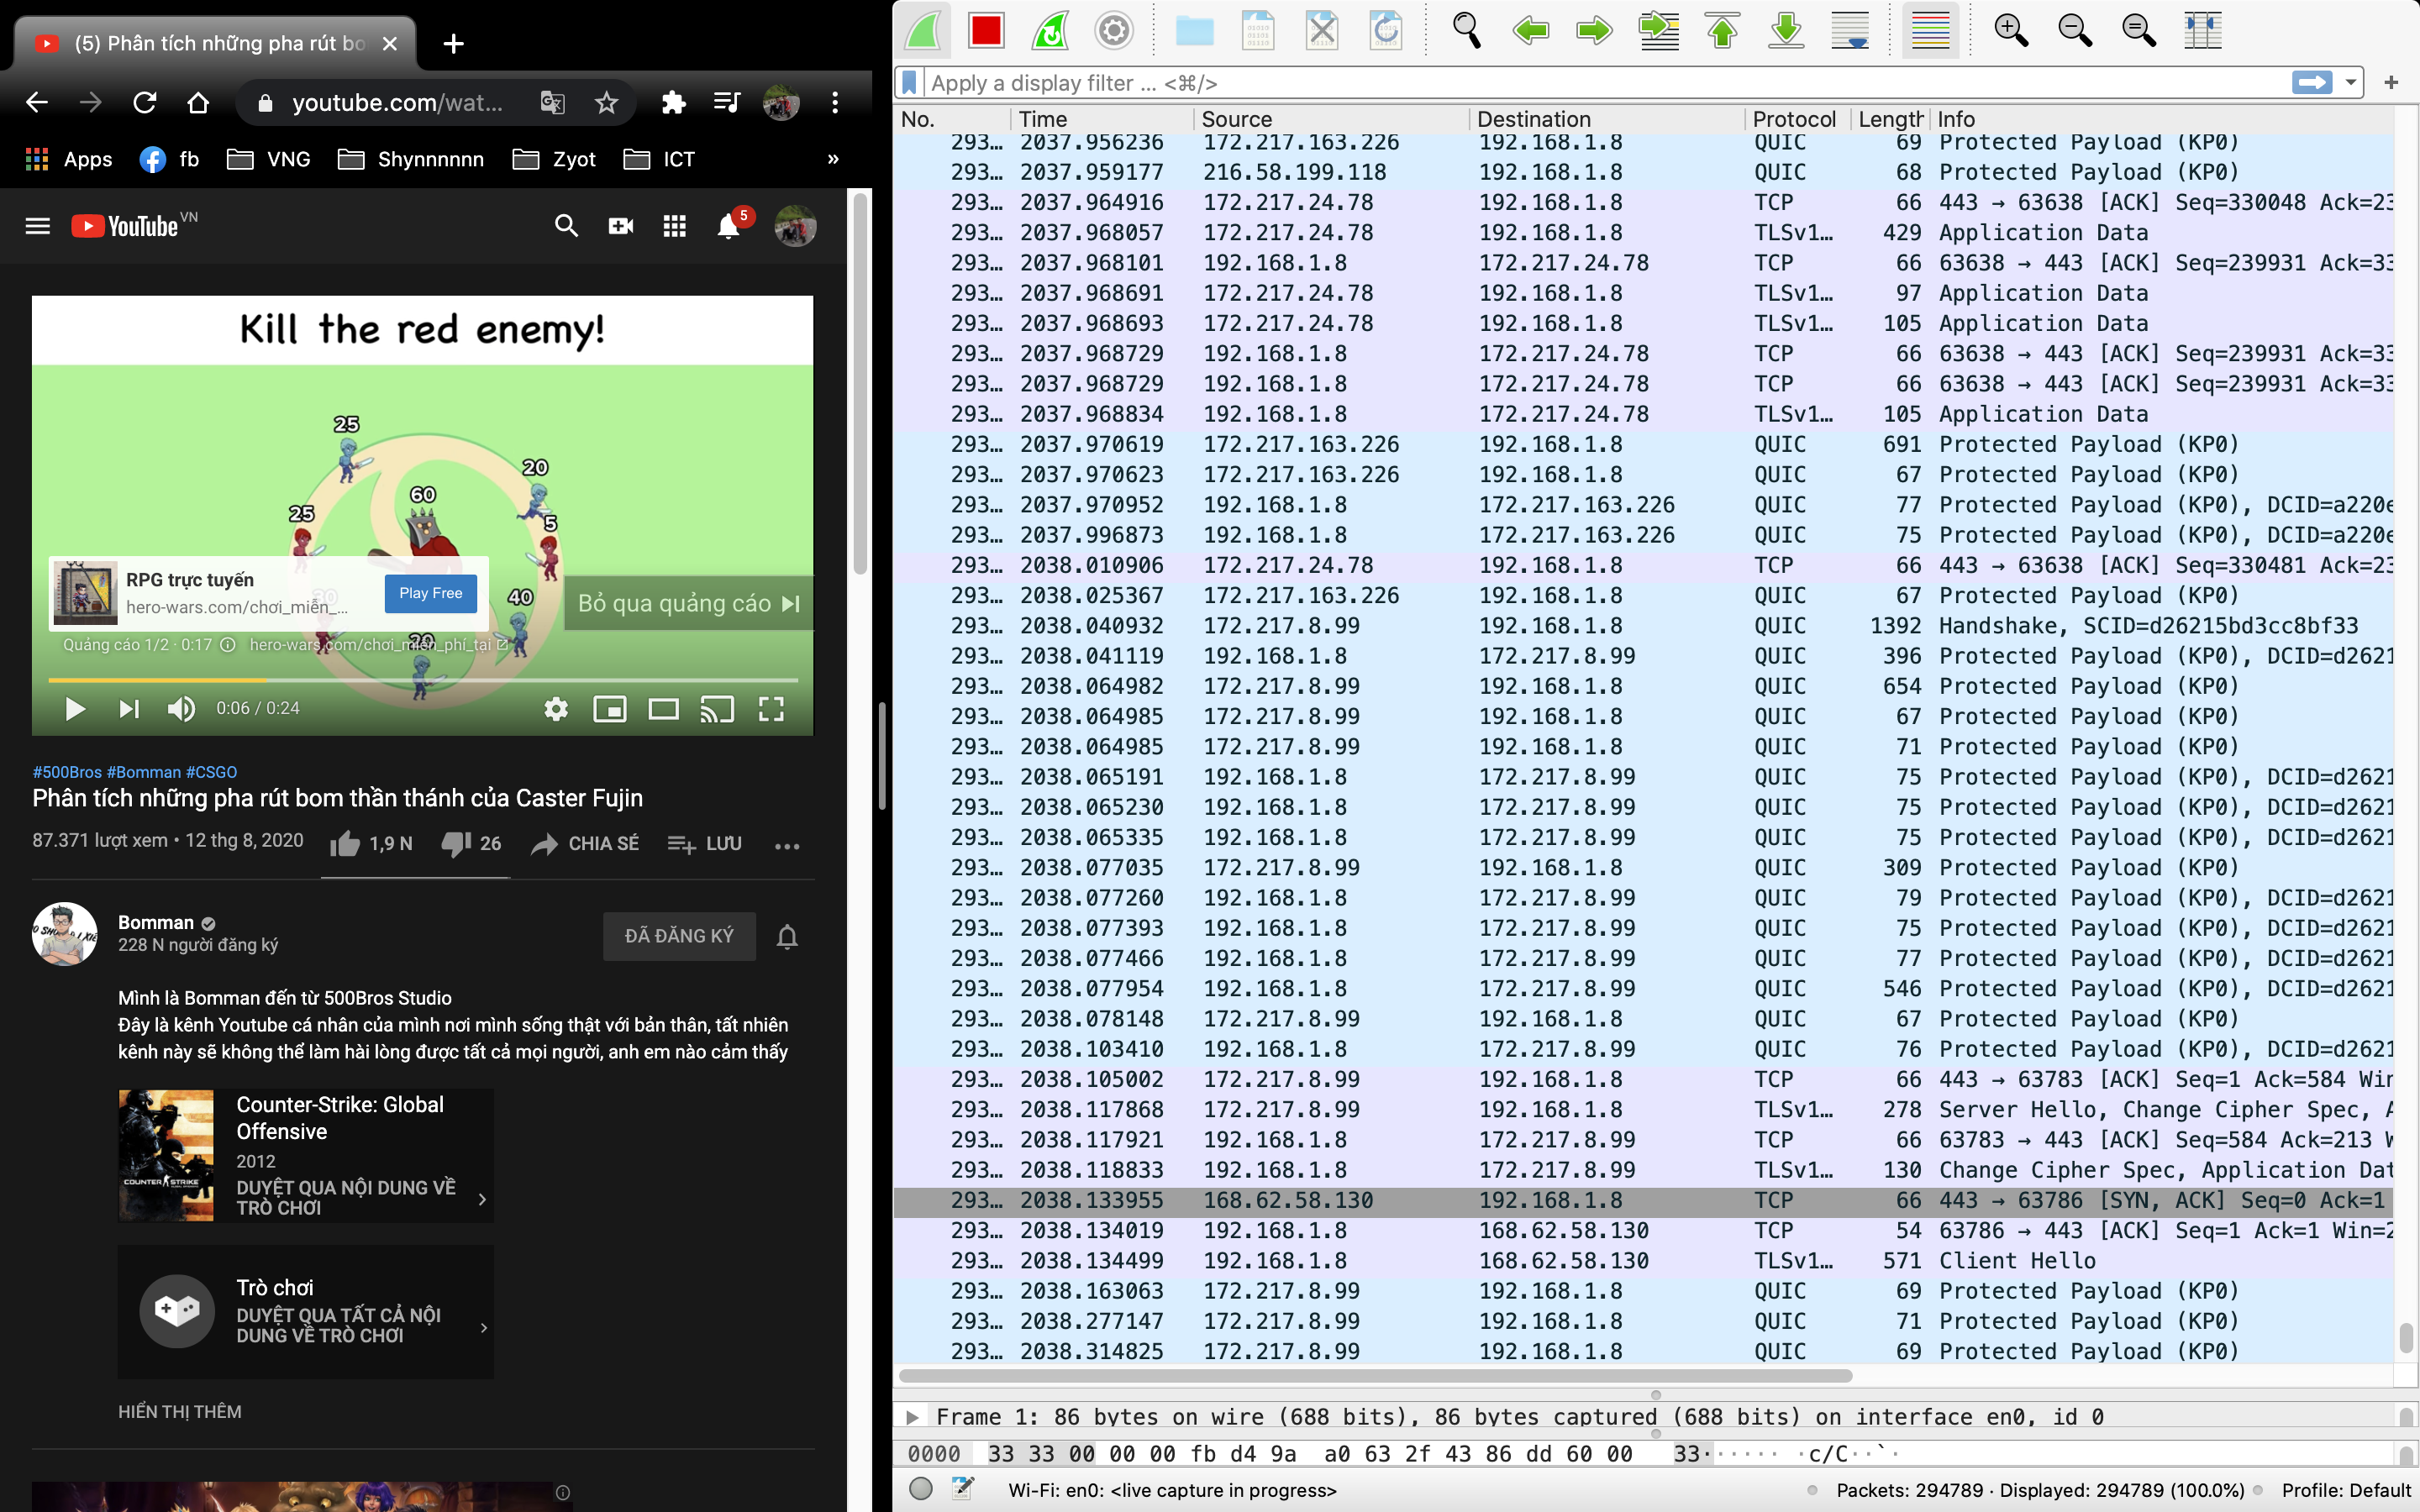 (5) Phân tích những pha rút bo
youtube.com/wat...
Apps fb VNG Shynnnnnn Zyot ICT »
YouTube VN 5
Kill the red enemy!
25
20
60
25
5
40
RPG trực tuyến
hero-wars.com/chơi_miễn_...
Play Free
Bỏ qua quảng cáo
Quảng cáo 1/2 · 0:17 hero-wars.com/chơi_miễn_phí_tại
0:06 / 0:24
#500Bros #Bomman #CSGO
Phân tích những pha rút bom thần thánh của Caster Fujin
87.371 lượt xem • 12 thg 8, 2020 1,9 N 26 CHIA SẺ LƯU
Bomman
228 N người đăng ký
ĐÃ ĐĂNG KÝ
Mình là Bomman đến từ 500Bros Studio
Đây là kênh Youtube cá nhân của mình nơi mình sống thật với bản thân, tất nhiên
kênh này sẽ không thể làm hài lòng được tất cả mọi người, anh em nào cảm thấy
COUNTER STRIKE
Counter-Strike: Global
Offensive
2012
DUYỆT QUA NỘI DUNG VỀ
TRÒ CHƠI
Trò chơi
DUYỆT QUA TẤT CẢ NỘI
DUNG VỀ TRÒ CHƠI
HIỂN THỊ THÊM
Apply a display filter ... <⌘/>
No. Time Source Destination Protocol Length Info
293… 2037.956236 172.217.163.226 192.168.1.8 QUIC 69 Protected Payload (KP0)
293… 2037.959177 216.58.199.118 192.168.1.8 QUIC 68 Protected Payload (KP0)
293… 2037.964916 172.217.24.78 192.168.1.8 TCP 66 443 → 63638 [ACK] Seq=330048 Ack=23
293… 2037.968057 172.217.24.78 192.168.1.8 TLSv1… 429 Application Data
293… 2037.968101 192.168.1.8 172.217.24.78 TCP 66 63638 → 443 [ACK] Seq=239931 Ack=33
293… 2037.968691 172.217.24.78 192.168.1.8 TLSv1… 97 Application Data
293… 2037.968693 172.217.24.78 192.168.1.8 TLSv1… 105 Application Data
293… 2037.968729 192.168.1.8 172.217.24.78 TCP 66 63638 → 443 [ACK] Seq=239931 Ack=33
293… 2037.968729 192.168.1.8 172.217.24.78 TCP 66 63638 → 443 [ACK] Seq=239931 Ack=33
293… 2037.968834 192.168.1.8 172.217.24.78 TLSv1… 105 Application Data
293… 2037.970619 172.217.163.226 192.168.1.8 QUIC 691 Protected Payload (KP0)
293… 2037.970623 172.217.163.226 192.168.1.8 QUIC 67 Protected Payload (KP0)
293… 2037.970952 192.168.1.8 172.217.163.226 QUIC 77 Protected Payload (KP0), DCID=a220e
293… 2037.996873 192.168.1.8 172.217.163.226 QUIC 75 Protected Payload (KP0), DCID=a220e
293… 2038.010906 172.217.24.78 192.168.1.8 TCP 66 443 → 63638 [ACK] Seq=330481 Ack=23
293… 2038.025367 172.217.163.226 192.168.1.8 QUIC 67 Protected Payload (KP0)
293… 2038.040932 172.217.8.99 192.168.1.8 QUIC 1392 Handshake, SCID=d26215bd3cc8bf33
293… 2038.041119 192.168.1.8 172.217.8.99 QUIC 396 Protected Payload (KP0), DCID=d2621
293… 2038.064982 172.217.8.99 192.168.1.8 QUIC 654 Protected Payload (KP0)
293… 2038.064985 172.217.8.99 192.168.1.8 QUIC 67 Protected Payload (KP0)
293… 2038.064985 172.217.8.99 192.168.1.8 QUIC 71 Protected Payload (KP0)
293… 2038.065191 192.168.1.8 172.217.8.99 QUIC 75 Protected Payload (KP0), DCID=d2621
293… 2038.065230 192.168.1.8 172.217.8.99 QUIC 75 Protected Payload (KP0), DCID=d2621
293… 2038.065335 192.168.1.8 172.217.8.99 QUIC 75 Protected Payload (KP0), DCID=d2621
293… 2038.077035 172.217.8.99 192.168.1.8 QUIC 309 Protected Payload (KP0)
293… 2038.077260 192.168.1.8 172.217.8.99 QUIC 79 Protected Payload (KP0), DCID=d2621
293… 2038.077393 192.168.1.8 172.217.8.99 QUIC 75 Protected Payload (KP0), DCID=d2621
293… 2038.077466 192.168.1.8 172.217.8.99 QUIC 77 Protected Payload (KP0), DCID=d2621
293… 2038.077954 192.168.1.8 172.217.8.99 QUIC 546 Protected Payload (KP0), DCID=d2621
293… 2038.078148 172.217.8.99 192.168.1.8 QUIC 67 Protected Payload (KP0)
293… 2038.103410 192.168.1.8 172.217.8.99 QUIC 76 Protected Payload (KP0), DCID=d2621
293… 2038.105002 172.217.8.99 192.168.1.8 TCP 66 443 → 63783 [ACK] Seq=1 Ack=584 Win
293… 2038.117868 172.217.8.99 192.168.1.8 TLSv1… 278 Server Hello, Change Cipher Spec, A
293… 2038.117921 192.168.1.8 172.217.8.99 TCP 66 63783 → 443 [ACK] Seq=584 Ack=213 W
293… 2038.118833 192.168.1.8 172.217.8.99 TLSv1… 130 Change Cipher Spec, Application Dat
293… 2038.133955 168.62.58.130 192.168.1.8 TCP 66 443 → 63786 [SYN, ACK] Seq=0 Ack=1
293… 2038.134019 192.168.1.8 168.62.58.130 TCP 54 63786 → 443 [ACK] Seq=1 Ack=1 Win=2
293… 2038.134499 192.168.1.8 168.62.58.130 TLSv1… 571 Client Hello
293… 2038.163063 172.217.8.99 192.168.1.8 QUIC 69 Protected Payload (KP0)
293… 2038.277147 172.217.8.99 192.168.1.8 QUIC 71 Protected Payload (KP0)
293… 2038.314825 172.217.8.99 192.168.1.8 QUIC 69 Protected Payload (KP0)
Frame 1: 86 bytes on wire (688 bits), 86 bytes captured (688 bits) on interface en0, id 0
0000 33 33 00 00 00 fb d4 9a a0 63 2f 43 86 dd 60 00 33······ ·c/C··`·
Wi-Fi: en0: <live capture in progress> Packets: 294789 · Displayed: 294789 (100.0%) Profile: Default